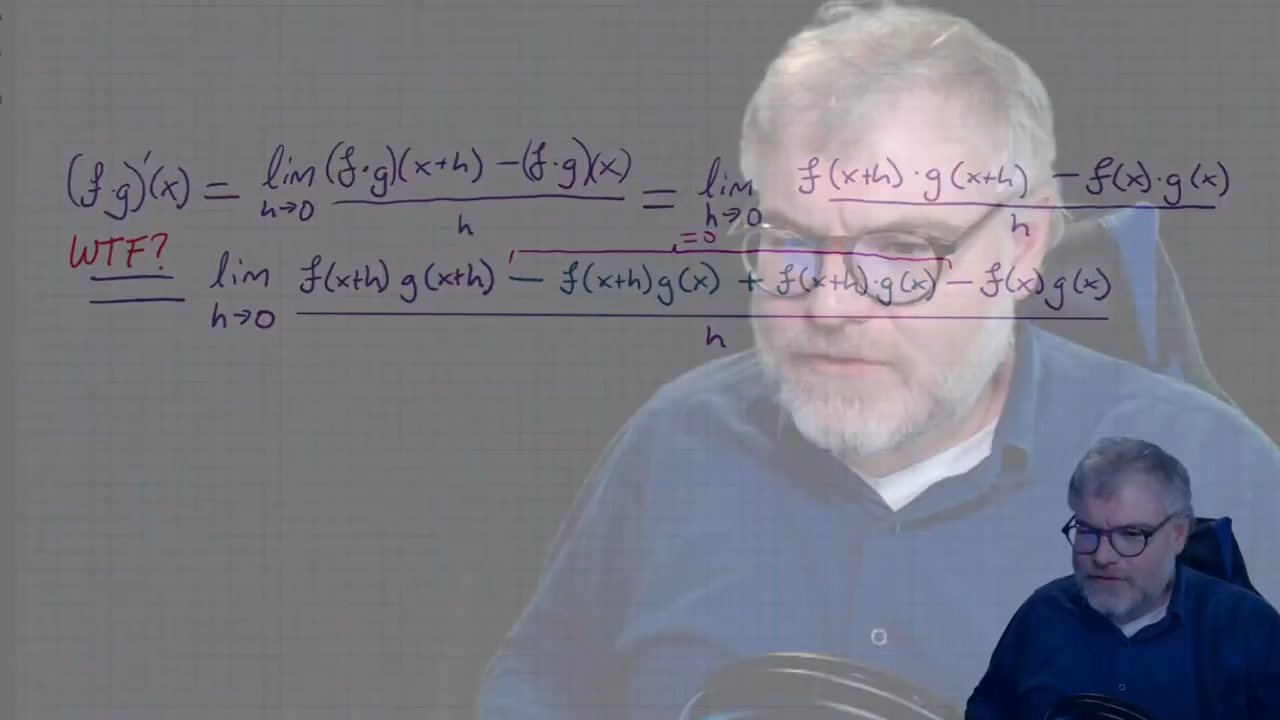 (f·g)'(x) = lim h→0 (f·g)(x+h) - (f·g)(x) / h = lim h→0 f(x+h)·g(x+h) - f(x)·g(x) / h
WTF? =0
lim h→0 f(x+h) g(x+h) - f(x+h)g(x) + f(x+h)·g(x) - f(x)g(x) / h